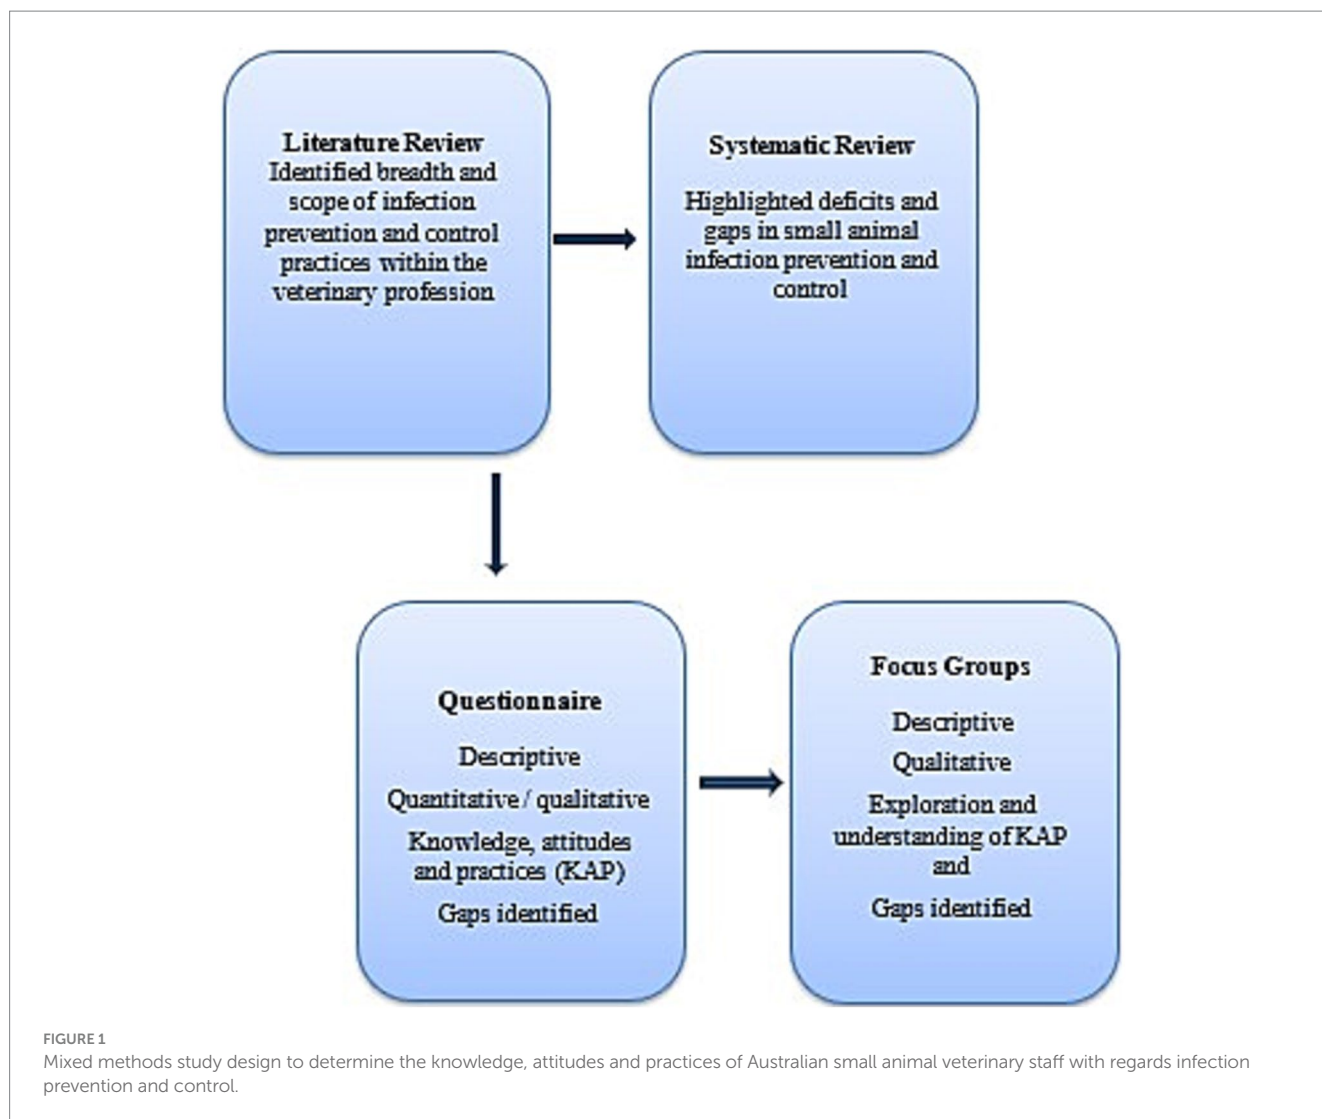 Literature Review
Identified breadth and
scope of infection
prevention and control
practices within the
veterinary profession
Systematic Review
Highlighted deficits and
gaps in small animal
infection prevention and
control
Questionnaire
Descriptive
Quantitative / qualitative
Knowledge, attitudes
and practices (KAP)
Gaps identified
Focus Groups
Descriptive
Qualitative
Exploration and
understanding of KAP
and
Gaps identified
FIGURE 1
Mixed methods study design to determine the knowledge, attitudes and practices of Australian small animal veterinary staff with regards infection
prevention and control.